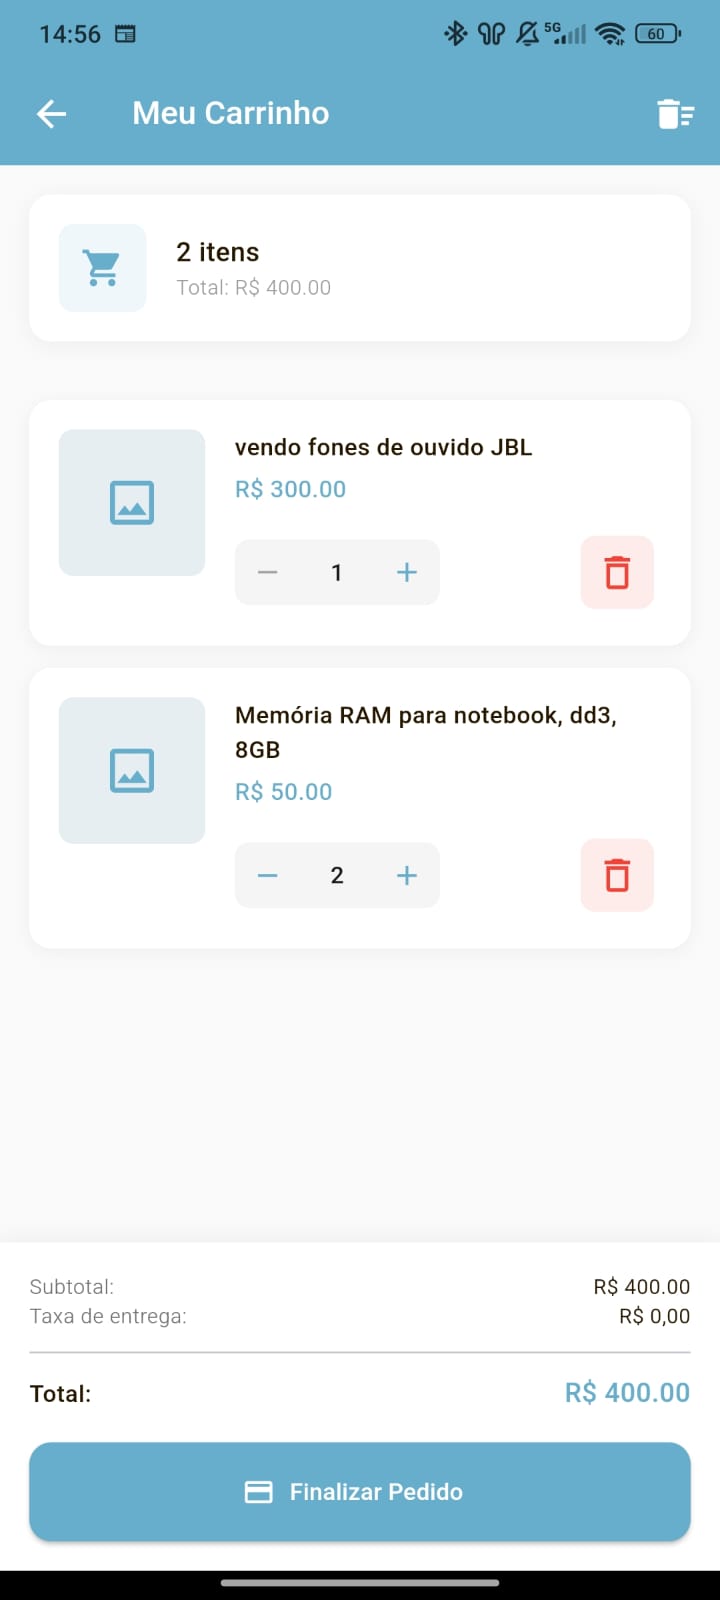 14:56
5G
60
Meu Carrinho
2 itens
Total: R$ 400.00
vendo fones de ouvido JBL
R$ 300.00
1
Memória RAM para notebook, dd3,
8GB
R$ 50.00
2
Subtotal: R$ 400.00
Taxa de entrega: R$ 0,00
Total: R$ 400.00
Finalizar Pedido